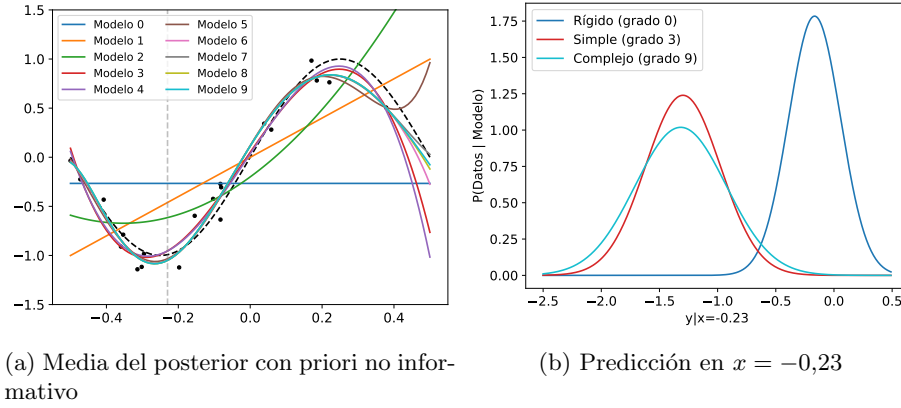 Modelo 0
Modelo 1
Modelo 2
Modelo 3
Modelo 4
Modelo 5
Modelo 6
Modelo 7
Modelo 8
Modelo 9
1.5
1.0
0.5
0.0
−0.5
−1.0
−1.5
−0.4
−0.2
0.0
0.2
0.4
(a) Media del posterior con priori no infor-
mativo
Rígido (grado 0)
Simple (grado 3)
Complejo (grado 9)
P(Datos | Modelo)
1.75
1.50
1.25
1.00
0.75
0.50
0.25
0.00
−2.5
−2.0
−1.5
−1.0
−0.5
0.0
0.5
y|x=-0.23
(b) Predicción en x = −0,23